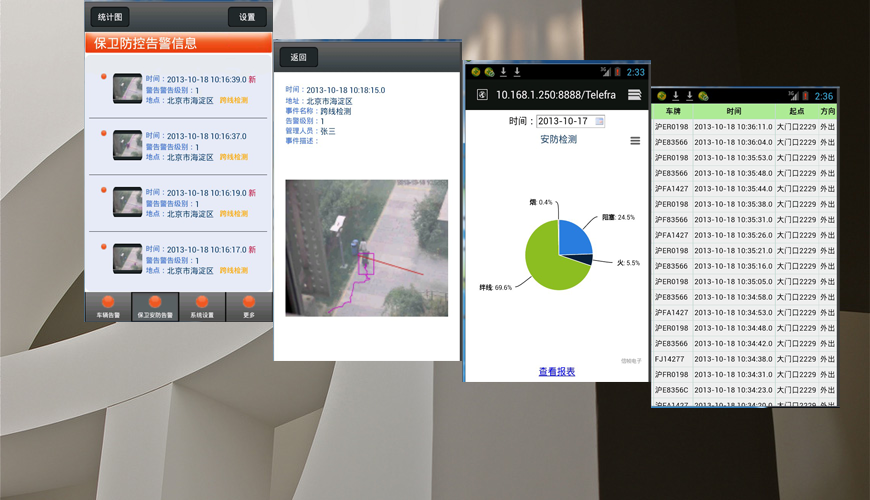 统计图
设置
保卫防控告警信息
时间：2013-10-18 10:16:39.0 新
警告警告级别：1
地点：北京市海淀区 跨线检测
时间：2013-10-18 10:16:37.0
警告警告级别：1
地点：北京市海淀区 跨线检测
时间：2013-10-18 10:16:19.0 新
警告警告级别：1
地点：北京市海淀区 跨线检测
时间：2013-10-18 10:16:17.0 新
警告警告级别：1
地点：北京市海淀区 跨线检测
车辆告警
保卫安防告警
系统设置
更多
返回
时间：2013-10-18 10:18:15.0
地址：北京市海淀区
事件名称：跨线检测
告警级别：1
管理人员：张三
事件描述：
3G
2:33
10.168.1.250:8888/Telefra
时间：2013-10-17
安防检测
烟: 0.4%
阻塞: 24.5%
火: 5.5%
绊线: 69.6%
查看报表
3G
2:36
车牌 时间 起点 方向
沪ER0198 2013-10-18 10:36:11.0 大门口2229 外出
沪E83566 2013-10-18 10:36:04.0 大门口2229 外出
沪ER0198 2013-10-18 10:35:53.0 大门口2229 外出
沪E83566 2013-10-18 10:35:48.0 大门口2229 外出
沪FA1427 2013-10-18 10:35:44.0 大门口2229 外出
沪ER0198 2013-10-18 10:35:38.0 大门口2229 外出
沪F83566 2013-10-18 10:35:31.0 大门口2229 外出
沪FA1427 2013-10-18 10:35:26.0 大门口2229 外出
沪ER0198 2013-10-18 10:35:21.0 大门口2229 外出
沪E83566 2013-10-18 10:35:16.0 大门口2229 外出
沪ER0198 2013-10-18 10:35:05.0 大门口2229 外出
沪E83566 2013-10-18 10:34:58.0 大门口2229 外出
沪FA1427 2013-10-18 10:34:53.0 大门口2229 外出
沪ER0198 2013-10-18 10:34:48.0 大门口2229 外出
沪E83566 2013-10-18 10:34:42.0 大门口2229 外出
FJ14277 2013-10-18 10:34:38.0 大门口2229 外出
沪FR0198 2013-10-18 10:34:31.0 大门口2229 外出
沪E8356C 2013-10-18 10:34:23.0 大门口2229 外出
沪FA1427 2013-10-18 10:34:20.0 大门口2229 外出